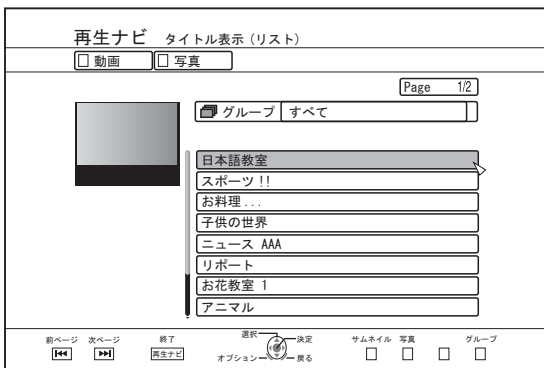 再生ナビ タイトル表示（リスト）
動画 写真
Page 1/2
グループ すべて
日本語教室
スポーツ !!
お料理...
子供の世界
ニュース AAA
リポート
お花教室 1
アニマル
前ページ 次ページ 終了 選択 決定 サムネイル 写真 グループ
再生ナビ オプション 戻る